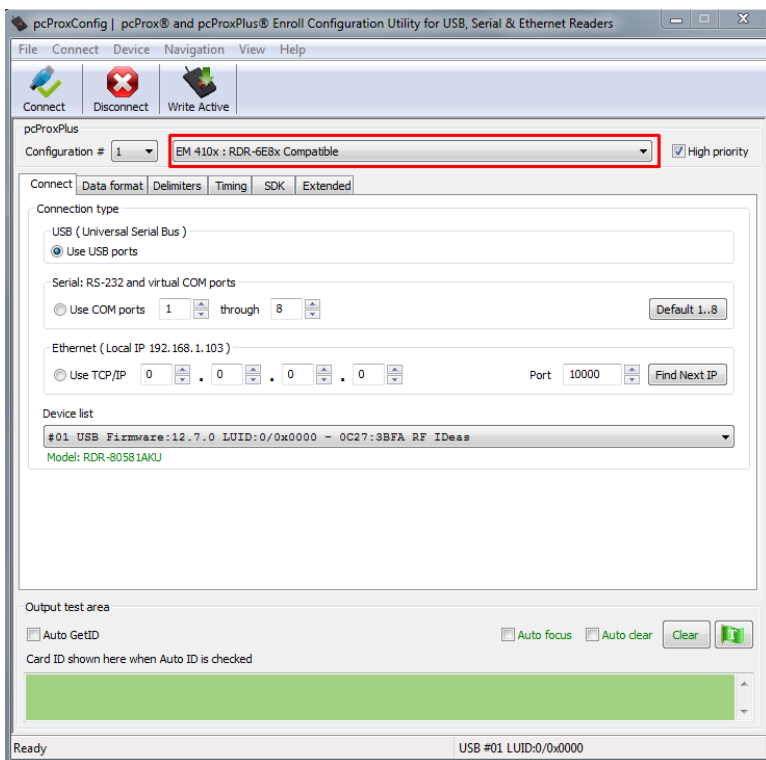 pcProxConfig | pcProx® and pcProxPlus® Enroll Configuration Utility for USB, Serial & Ethernet Readers
File Connect Device Navigation View Help
Connect Disconnect Write Active
pcProxPlus
Configuration # 1 EM 410x : RDR-6E8x Compatible High priority
Connect Data format Delimiters Timing SDK Extended
Connection type
USB ( Universal Serial Bus )
Use USB ports
Serial: RS-232 and virtual COM ports
Use COM ports 1 through 8 Default 1..8
Ethernet ( Local IP 192.168.1.103 )
Use TCP/IP 0 . 0 . 0 . 0 Port 10000 Find Next IP
Device list
#01 USB Firmware:12.7.0 LUID:0/0x0000 - 0C27:3BFA RF IDeas
Model: RDR-80581AKU
Output test area
Auto GetID Auto focus Auto clear Clear T
Card ID shown here when Auto ID is checked
Ready USB #01 LUID:0/0x0000